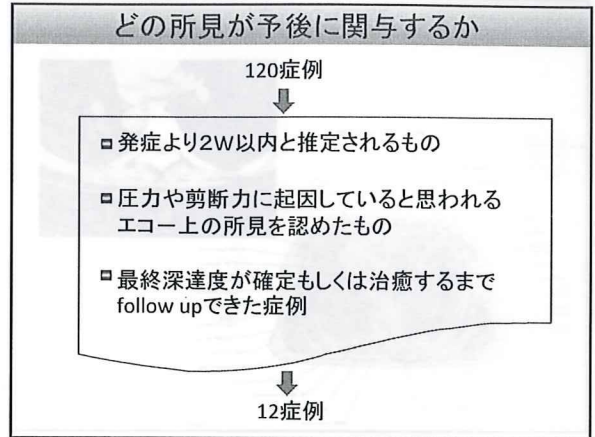 どの所見が予後に関与するか
120症例
発症より2W以内と推定されるもの
圧力や剪断力に起因していると思われる
エコー上の所見を認めたもの
最終深達度が確定もしくは治癒するまで
follow upできた症例
12症例